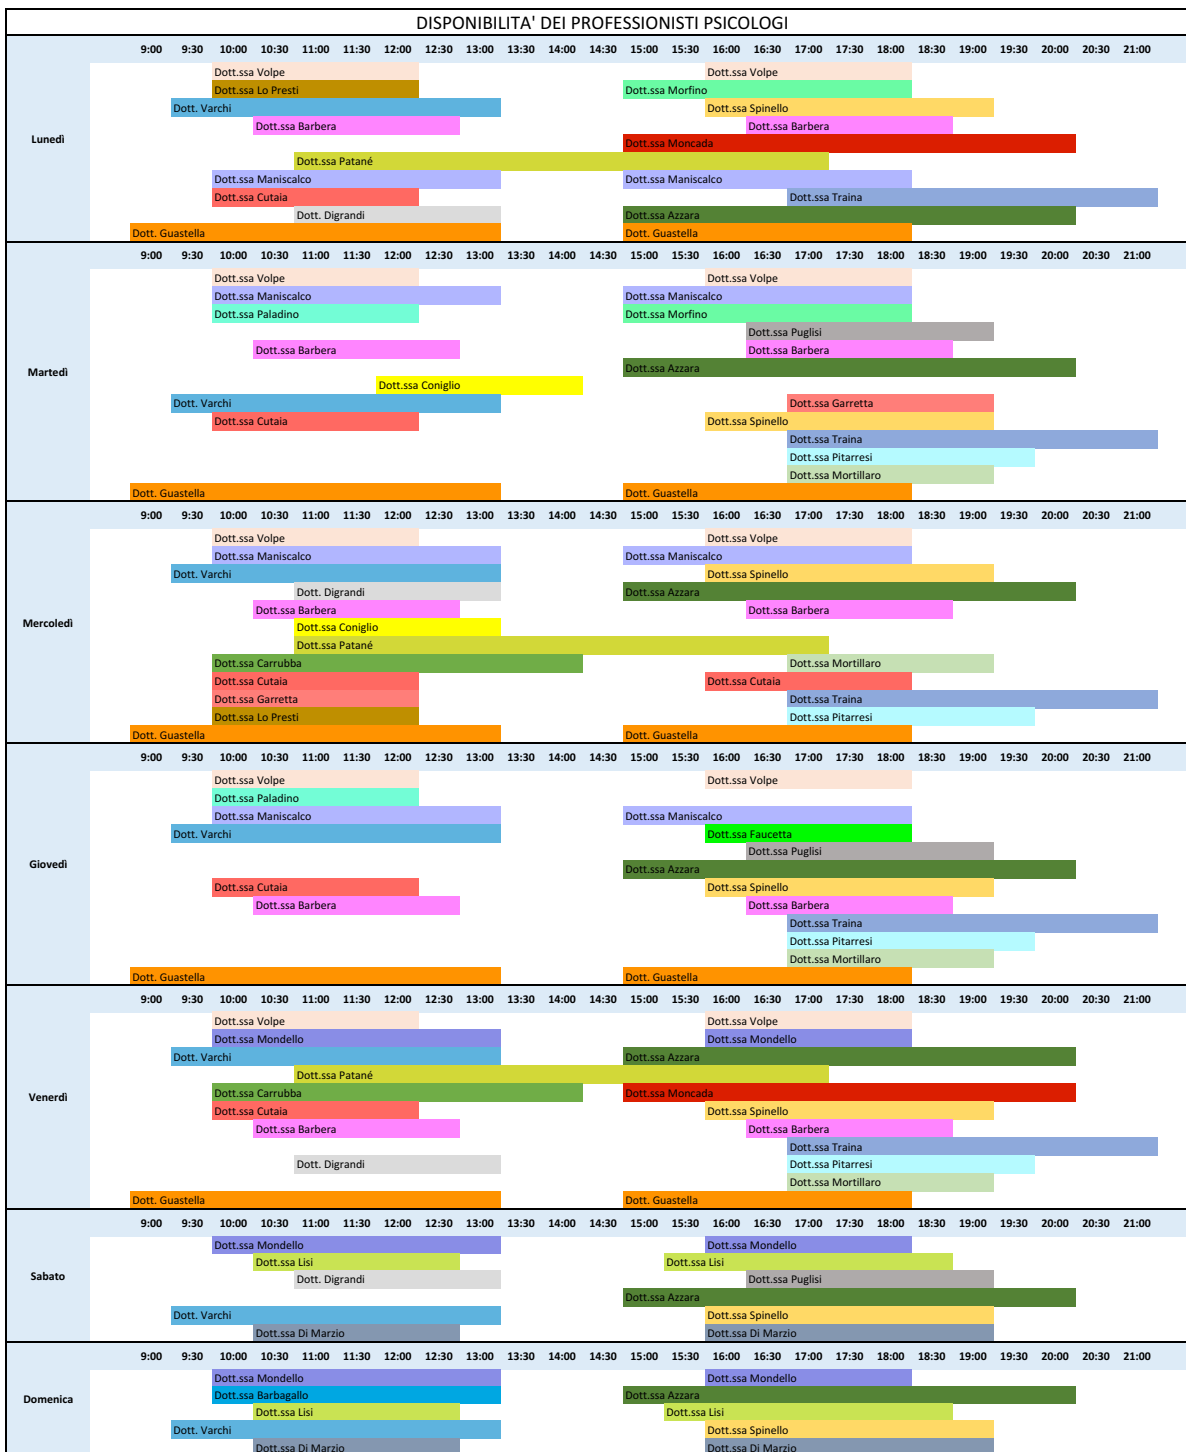 DISPONIBILITA' DEI PROFESSIONISTI PSICOLOGI
9:00 9:30 10:00 10:30 11:00 11:30 12:00 12:30 13:00 13:30 14:00 14:30 15:00 15:30 16:00 16:30 17:00 17:30 18:00 18:30 19:00 19:30 20:00 20:30 21:00
Lunedì
Dott.ssa Volpe Dott.ssa Volpe
Dott.ssa Lo Presti Dott.ssa Morfino
Dott. Varchi Dott.ssa Spinello
Dott.ssa Barbera Dott.ssa Barbera
Dott.ssa Moncada
Dott.ssa Patané
Dott.ssa Maniscalco Dott.ssa Maniscalco
Dott.ssa Cutaia Dott.ssa Traina
Dott. Digrandi Dott.ssa Azzara
Dott. Guastella Dott. Guastella
9:00 9:30 10:00 10:30 11:00 11:30 12:00 12:30 13:00 13:30 14:00 14:30 15:00 15:30 16:00 16:30 17:00 17:30 18:00 18:30 19:00 19:30 20:00 20:30 21:00
Martedì
Dott.ssa Volpe Dott.ssa Volpe
Dott.ssa Maniscalco Dott.ssa Maniscalco
Dott.ssa Paladino Dott.ssa Morfino
Dott.ssa Puglisi
Dott.ssa Barbera Dott.ssa Barbera
Dott.ssa Azzara
Dott.ssa Coniglio
Dott. Varchi Dott.ssa Garretta
Dott.ssa Cutaia Dott.ssa Spinello
Dott.ssa Traina
Dott.ssa Pitarresi
Dott.ssa Mortillaro
Dott. Guastella Dott. Guastella
9:00 9:30 10:00 10:30 11:00 11:30 12:00 12:30 13:00 13:30 14:00 14:30 15:00 15:30 16:00 16:30 17:00 17:30 18:00 18:30 19:00 19:30 20:00 20:30 21:00
Mercoledì
Dott.ssa Volpe Dott.ssa Volpe
Dott.ssa Maniscalco Dott.ssa Maniscalco
Dott. Varchi Dott.ssa Spinello
Dott. Digrandi Dott.ssa Azzara
Dott.ssa Barbera Dott.ssa Barbera
Dott.ssa Coniglio
Dott.ssa Patané
Dott.ssa Carrubba Dott.ssa Mortillaro
Dott.ssa Cutaia Dott.ssa Cutaia
Dott.ssa Garretta Dott.ssa Traina
Dott.ssa Lo Presti Dott.ssa Pitarresi
Dott. Guastella Dott. Guastella
9:00 9:30 10:00 10:30 11:00 11:30 12:00 12:30 13:00 13:30 14:00 14:30 15:00 15:30 16:00 16:30 17:00 17:30 18:00 18:30 19:00 19:30 20:00 20:30 21:00
Giovedì
Dott.ssa Volpe Dott.ssa Volpe
Dott.ssa Paladino
Dott.ssa Maniscalco Dott.ssa Maniscalco
Dott. Varchi Dott.ssa Faucetta
Dott.ssa Puglisi
Dott.ssa Azzara
Dott.ssa Cutaia Dott.ssa Spinello
Dott.ssa Barbera Dott.ssa Barbera
Dott.ssa Traina
Dott.ssa Pitarresi
Dott.ssa Mortillaro
Dott. Guastella Dott. Guastella
9:00 9:30 10:00 10:30 11:00 11:30 12:00 12:30 13:00 13:30 14:00 14:30 15:00 15:30 16:00 16:30 17:00 17:30 18:00 18:30 19:00 19:30 20:00 20:30 21:00
Venerdì
Dott.ssa Volpe Dott.ssa Volpe
Dott.ssa Mondello Dott.ssa Mondello
Dott. Varchi Dott.ssa Azzara
Dott.ssa Patané
Dott.ssa Carrubba Dott.ssa Moncada
Dott.ssa Cutaia Dott.ssa Spinello
Dott.ssa Barbera Dott.ssa Barbera
Dott.ssa Traina
Dott. Digrandi Dott.ssa Pitarresi
Dott.ssa Mortillaro
Dott. Guastella Dott. Guastella
9:00 9:30 10:00 10:30 11:00 11:30 12:00 12:30 13:00 13:30 14:00 14:30 15:00 15:30 16:00 16:30 17:00 17:30 18:00 18:30 19:00 19:30 20:00 20:30 21:00
Sabato
Dott.ssa Mondello Dott.ssa Mondello
Dott.ssa Lisi Dott.ssa Lisi
Dott. Digrandi Dott.ssa Puglisi
Dott.ssa Azzara
Dott. Varchi Dott.ssa Spinello
Dott.ssa Di Marzio Dott.ssa Di Marzio
9:00 9:30 10:00 10:30 11:00 11:30 12:00 12:30 13:00 13:30 14:00 14:30 15:00 15:30 16:00 16:30 17:00 17:30 18:00 18:30 19:00 19:30 20:00 20:30 21:00
Domenica
Dott.ssa Mondello Dott.ssa Mondello
Dott.ssa Barbagallo Dott.ssa Azzara
Dott.ssa Lisi Dott.ssa Lisi
Dott. Varchi Dott.ssa Spinello
Dott.ssa Di Marzio Dott.ssa Di Marzio